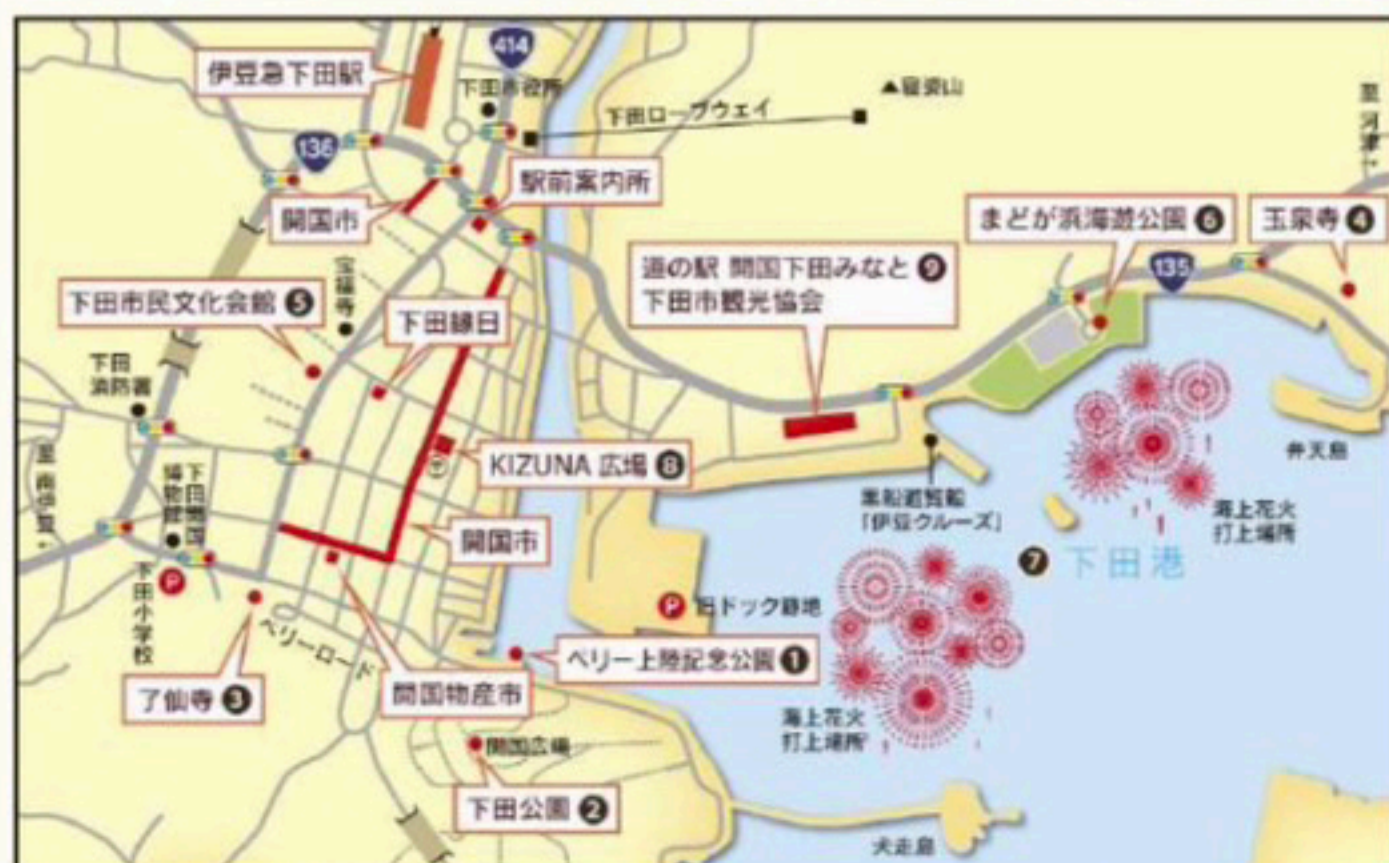 伊豆急下田駅
414
下田市役所
下田ロープウェイ
▲寝姿山
至河津
136
駅前案内所
開国市
まどが浜海遊公園 ❻
玉泉寺 ❹
135
道の駅 開国下田みなと ❾
下田市観光協会
宝福寺
下田市民文化会館 ❺
下田縁日
下田
消防署
KIZUNA 広場 ❽
弁天島
黒船遊覧船
「伊豆クルーズ」
海上花火
打上場所
開国市
下田開国
博物館
❼ 下田港
P
P 旧ドック跡地
下田小学校
ペリーロード
ペリー上陸記念公園 ❶
了仙寺 ❸
開国物産市
海上花火
打上場所
開国広場
下田公園 ❷
犬走島